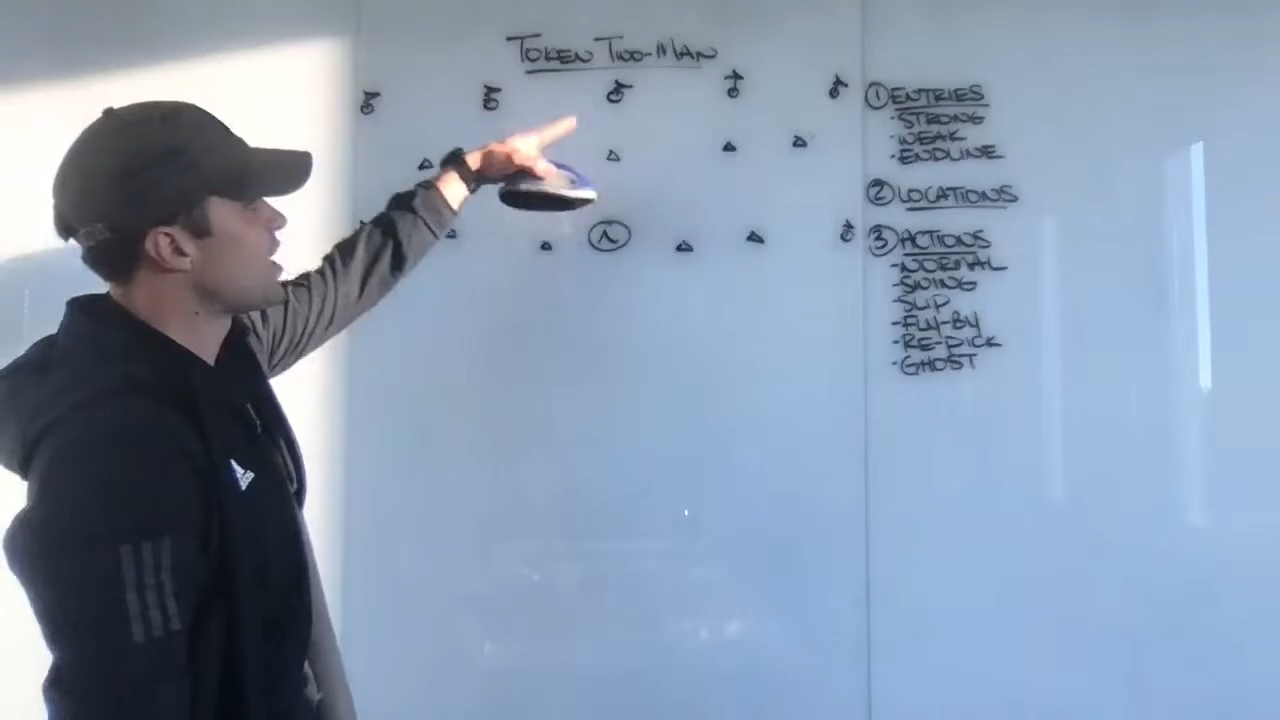 TOKEN TWO-MAN
① ENTRIES
-STRONG
-WEAK
-ENDLINE
② LOCATIONS
③ ACTIONS
-NORMAL
-SWING
-SLIP
-FLY-BY
-RE-PICK
-GHOST
adidas